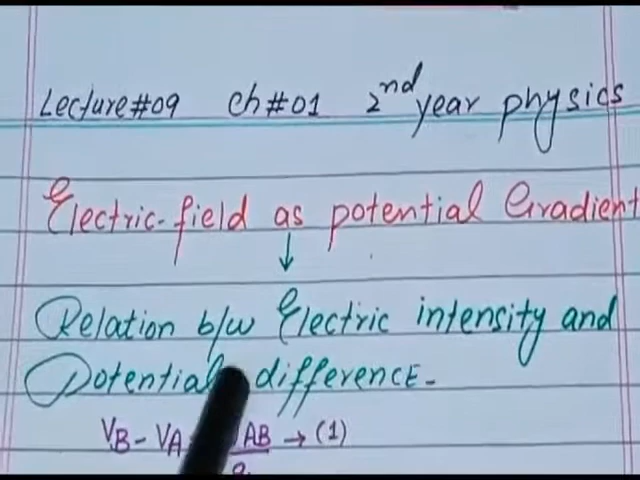 Lecture#09 Ch#01 2nd year physics
Electric-field as potential Gradient
↓
Relation b/w Electric intensity and
Potential difference-
VB - VA AB → (1)